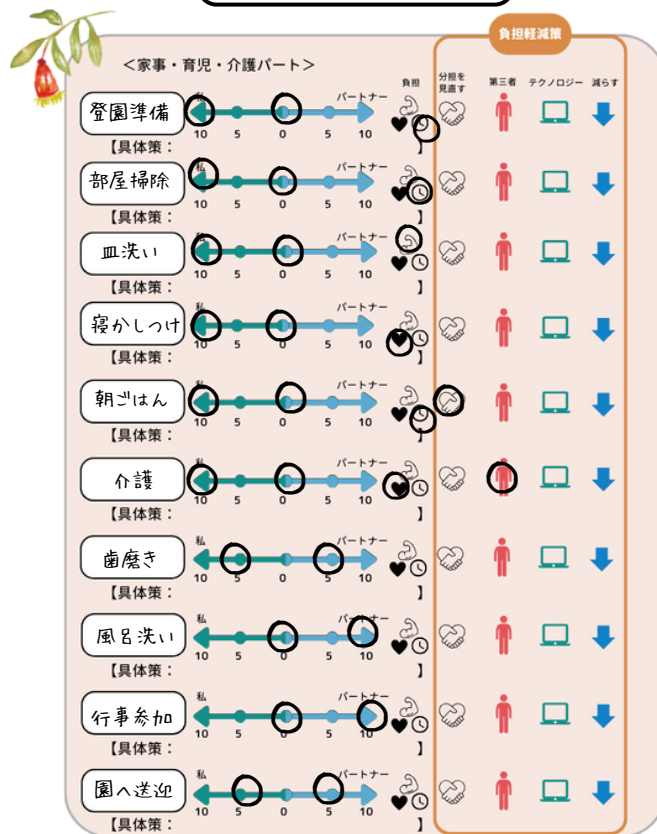 負担軽減策
<家事・育児・介護パート>
負担 分担を見直す 第三者 テクノロジー 減らす
登園準備 私 パートナー
10 5 0 5 10
【具体策： 】
部屋掃除 私 パートナー
10 5 0 5 10
【具体策： 】
皿洗い 私 パートナー
10 5 0 5 10
【具体策： 】
寝かしつけ 私 パートナー
10 5 0 5 10
【具体策： 】
朝ごはん 私 パートナー
10 5 0 5 10
【具体策： 】
介護 私 パートナー
10 5 0 5 10
【具体策： 】
歯磨き 私 パートナー
10 5 0 5 10
【具体策： 】
風呂洗い 私 パートナー
10 5 0 5 10
【具体策： 】
行事参加 私 パートナー
10 5 0 5 10
【具体策： 】
園へ送迎 私 パートナー
10 5 0 5 10
【具体策： 】